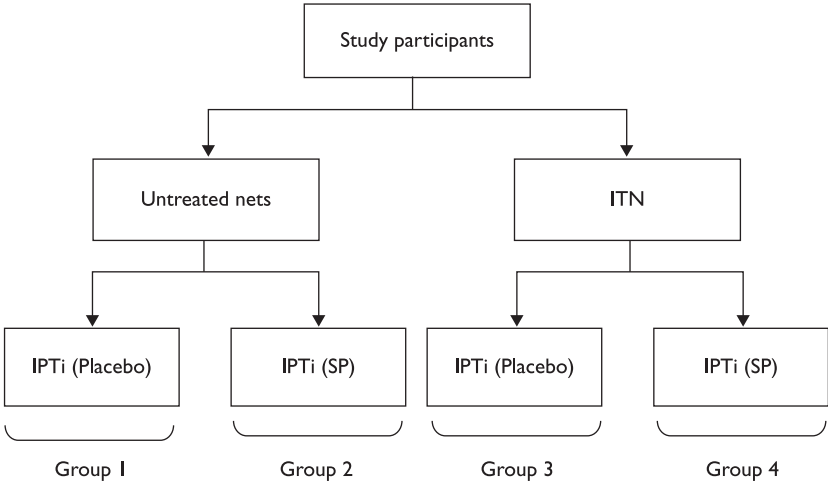 Study participants
Untreated nets
ITN
IPTi (Placebo)
IPTi (SP)
IPTi (Placebo)
IPTi (SP)
Group 1
Group 2
Group 3
Group 4